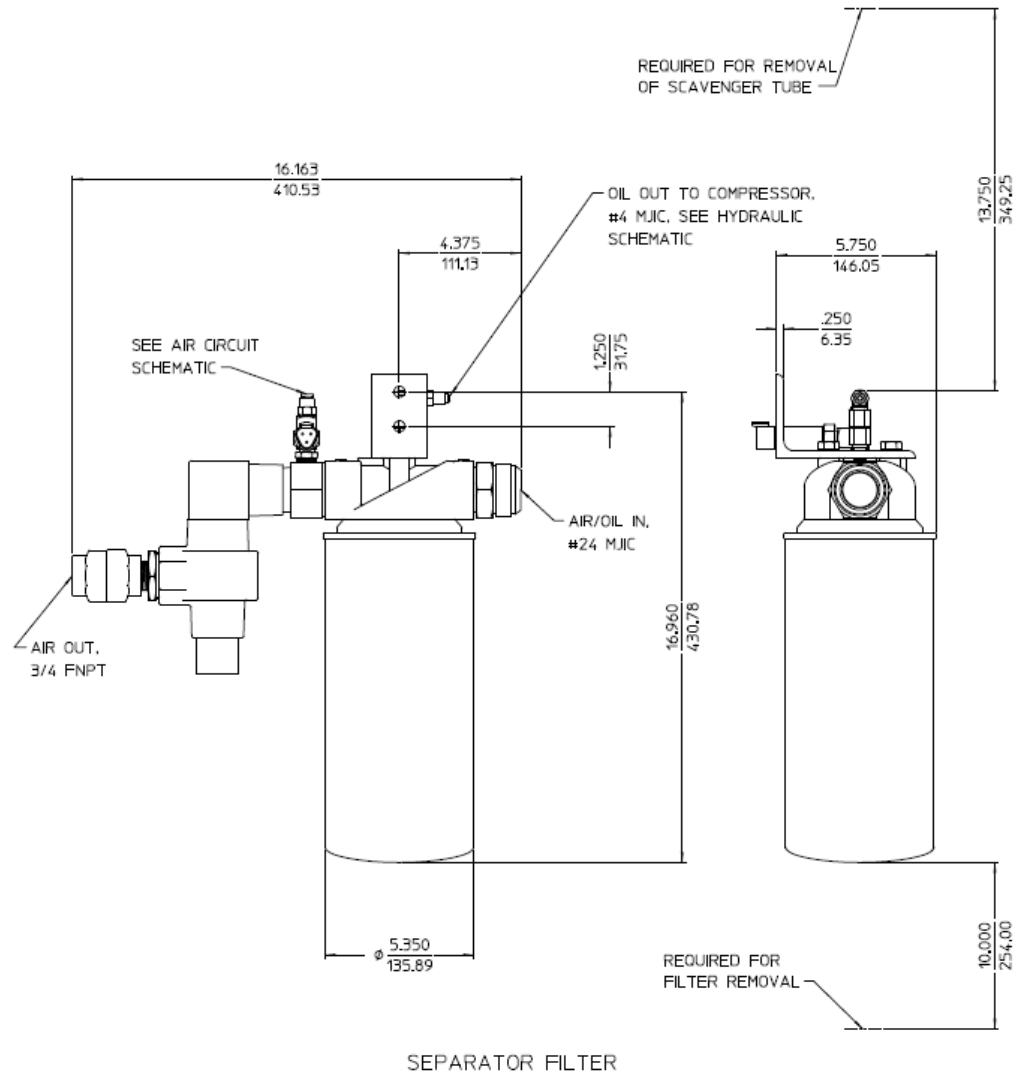 REQUIRED FOR REMOVAL
OF SCAVENGER TUBE
13.750
349.25
16.163
410.53
OIL OUT TO COMPRESSOR,
#4 MJIC, SEE HYDRAULIC
SCHEMATIC
4.375
111.13
5.750
146.05
.250
6.35
1.250
31.75
SEE AIR CIRCUIT
SCHEMATIC
AIR/OIL IN,
#24 MJIC
AIR OUT,
3/4 FNPT
16.960
430.78
Ø 5.350
135.89
REQUIRED FOR
FILTER REMOVAL
10.000
254.00
SEPARATOR FILTER